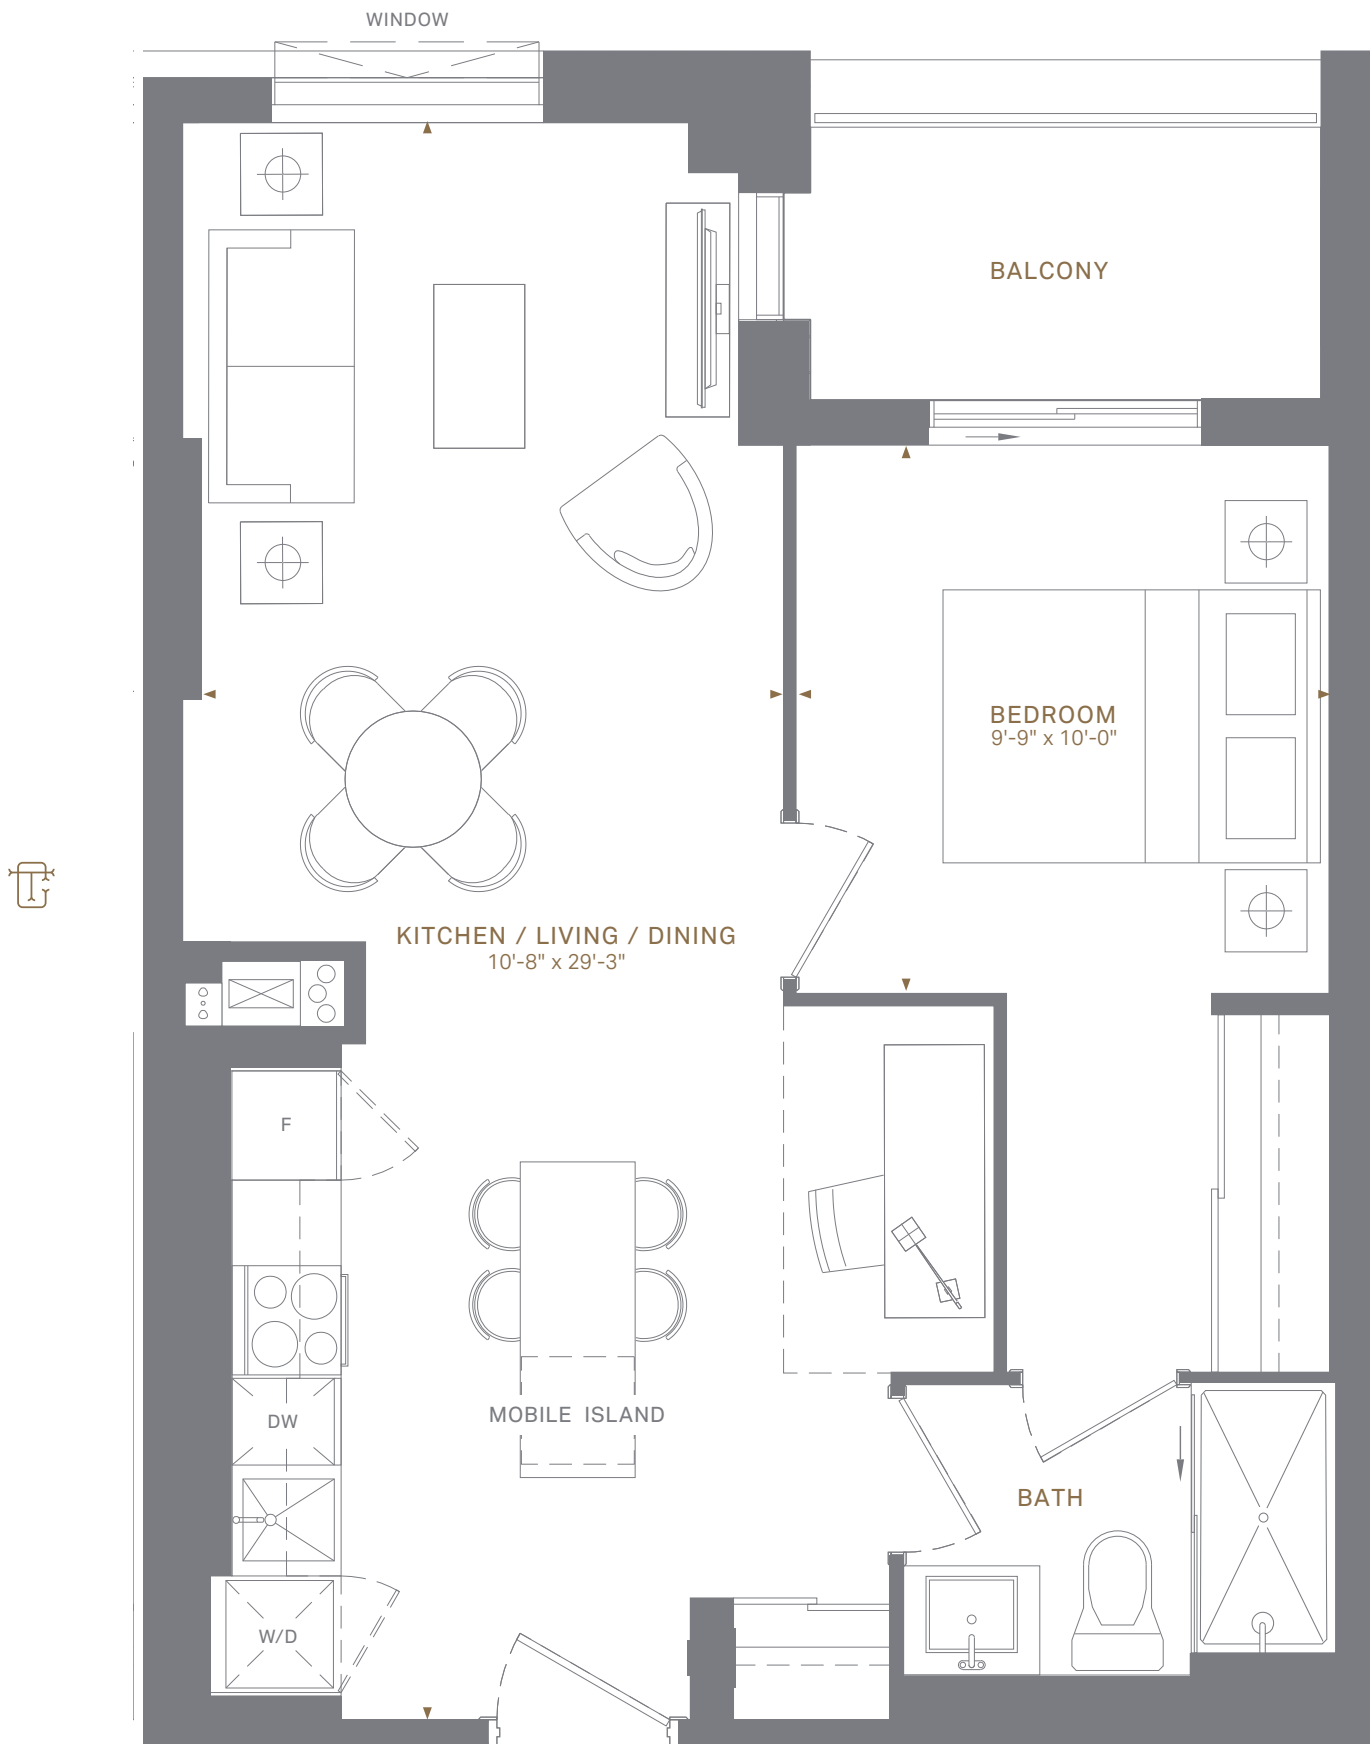 WINDOW
BALCONY
BEDROOM
9'-9" x 10'-0"
KITCHEN / LIVING / DINING
10'-8" x 29'-3"
F
DW
MOBILE ISLAND
BATH
W/D